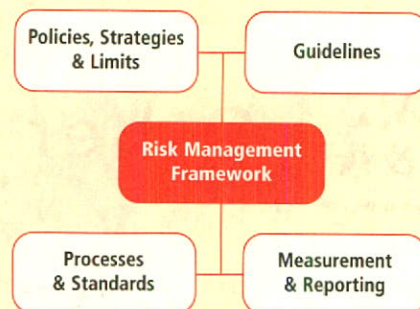 Policies, Strategies
& Limits
Guidelines
Risk Management
Framework
Processes
& Standards
Measurement
& Reporting